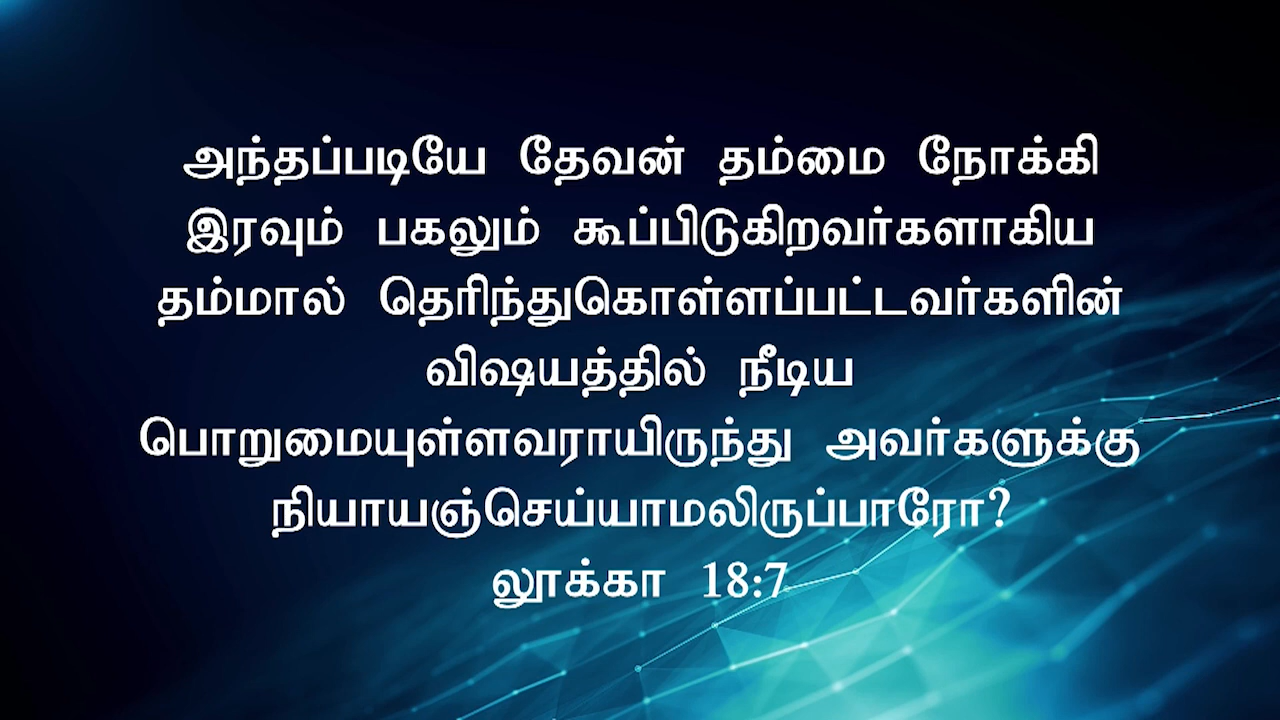 அந்தப்படியே தேவன் தம்மை நோக்கி
இரவும் பகலும் கூப்பிடுகிறவர்களாகிய
தம்மால் தெரிந்துகொள்ளப்பட்டவர்களின்
விஷயத்தில் நீடிய
பொறுமையுள்ளவராயிருந்து அவர்களுக்கு
நியாயஞ்செய்யாமலிருப்பாரோ?
லூக்கா 18:7